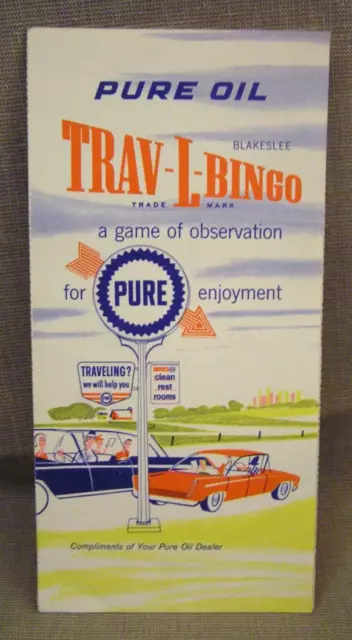 PURE OIL
BLAKESLEE
TRAV-L-BINGO
TRADE MARK
a game of observation
for PURE enjoyment
TRAVELING?
we will help you
PURE
clean
rest
rooms
Compliments of Your Pure Oil Dealer